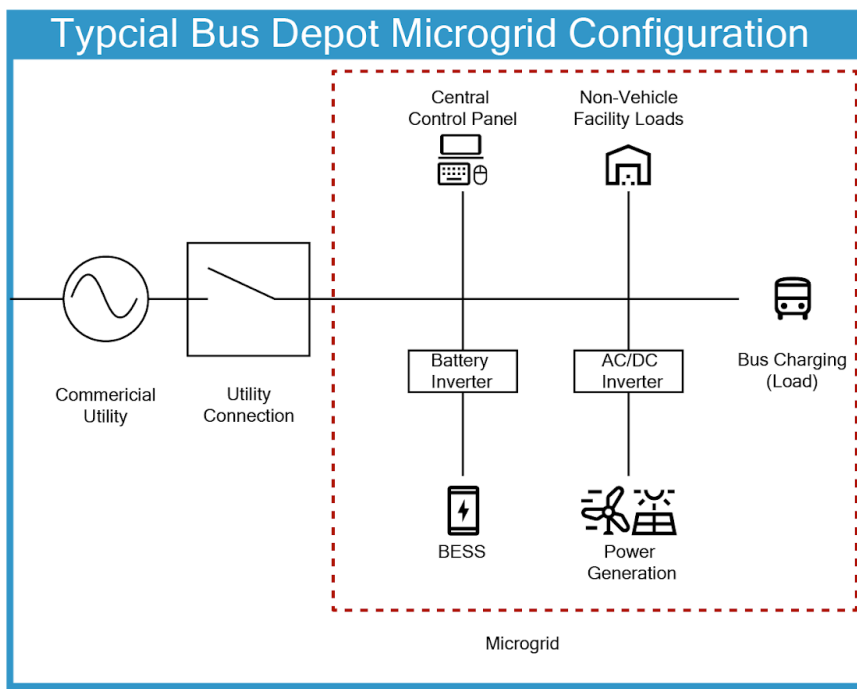 Typcial Bus Depot Microgrid Configuration
Central
Control Panel
Non-Vehicle
Facility Loads
Battery
Inverter
AC/DC
Inverter
Bus Charging
(Load)
Commericial
Utility
Utility
Connection
BESS
Power
Generation
Microgrid